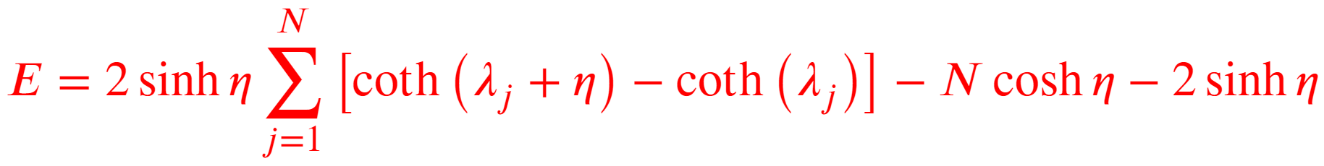 E = 2 sinh η ∑_{j=1}^{N} [coth (λ_j + η) − coth (λ_j)] − N cosh η − 2 sinh η